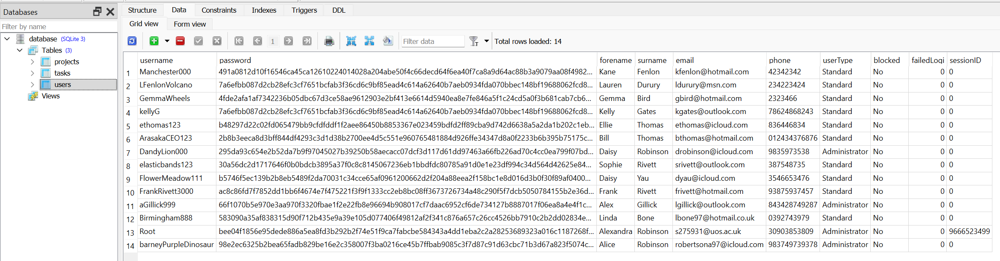 Databases
Filter by name
database (SQLite 3)
Tables (3)
projects
tasks
users
Views
Structure Data Constraints Indexes Triggers DDL
Grid view Form view
1 Filter data T Total rows loaded: 14
username password forename surname email phone userType blocked failedLogi sessionID
1 Manchester000 491a0812d10f16546ca45ca12610224014028a204abe50f4c66decd64f6ea40f7ca8a9d64ac88b3a9079aa08f4982... Kane Fenlon kfenlon@hotmail.com 42342342 Standard No 0 0
2 LFenlonVolcano 7a6efbb087d2cb28efc3cf7651bcfab3f36cd6c9bf85ead4c614a62640b7aeb0934fda070bbec148bf19688062fcd8... Lauren Durury ldurury@msn.com 234223424 Standard No 0 0
3 GemmaWheels 4fde2afa1af7342236b05dbc67d3ce58ae9612903e2bf413e6614d5940ea8e7fe846a5f1c24cd5a0f3b681cab7cb6... Gemma Bird gbird@hotmail.com 2323466 Standard No 0 0
4 kellyG 7a6efbb087d2cb28efc3cf7651bcfab3f36cd6c9bf85ead4c614a62640b7aeb0934fda070bbec148bf19688062fcd8... Kelly Gates kgates@outlook.com 78624868243 Standard No 0 0
5 ethomas123 b48297d22c02fd065479bb9cfdfddf1f2aee86450b8853367e023459bdfd2ff89cba9d742d6638a5a2da1b202c1eb... Ellie Thomas ethomas@icloud.com 836446834 Standard No 0 0
6 ArasakaCEO123 2b8b3eeca8d3bff844df4293c3d1d38b2700ee4d5c551e960765481884d926ffe34347d8a0f2233b6b395b75175c... Bill Thomas bthomas@hotmail.com 012434376876 Standard No 0 0
7 DandyLion000 295da93c654e2b52da7b9f97045027b39250b58aecacc07dcf3d117d61dd97463a66fb226ad70c4cc0ea799f07bd... Daisy Robinson drobinson@icloud.com 9835973538 Administrator No 0 0
8 elasticbands123 30a56dc2d1717646f0b0bdcb3895a37f0c8c8145067236eb1bbdfdc80785a91d0e1e23df994c34d564d42625e84... Sophie Rivett srivett@outlook.com 387548735 Standard No 0 0
9 FlowerMeadow111 b5746f5ec139b2b8eb5489f2da70031c34cce65af0961200662d2f204a88eea2f158bc1e8d016d3b0f30f89af0400... Daisy Yau dyau@icloud.com 3546653476 Standard No 0 0
10 FrankRivett3000 ac8c86fd7f7852dd1bb6f4674e7f475221f3f9f1333cc2eb8bc08ff3673726734a48c290f5f7dcb5050784155b2e36d... Frank Rivett frivett@hotmail.com 93875937457 Standard No 0 0
11 aGillick999 66f1070b5e970e3aa970f3320fbae1f2e22fb8e96694b908017cf7daac6952cf6de734127b8887017f06ea8a4e4f1c... Alex Gillick lgillick@outlook.com 843428749287 Administrator No 0 0
12 Birmingham888 583090a35af838315d90f712b435e9a39e105d077406f49812af2f341c876a657c26cc4526bb7910c2b2dd02834e... Linda Bone lbone97@hotmail.co.uk 0392743979 Standard No 0 0
13 Root bee04f1856e95dede886a5ea8fd3b292b2f74e51f9ca7fabcbe584343a4dd1eba2c2a28253689323a016c1187268f... Alexandra Robinson s275931@uos.ac.uk 30903853809 Administrator No 0 9666523499
14 barneyPurpleDinosaur 98e2ec6325b2bea65fadb829be16e2c358007f3ba0216ce45b7ffbab9085c3f7d87c91d63cbc71b3d67a823f5074c... Alice Robinson robertsona97@icloud.com 983749739378 Administrator No 0 0